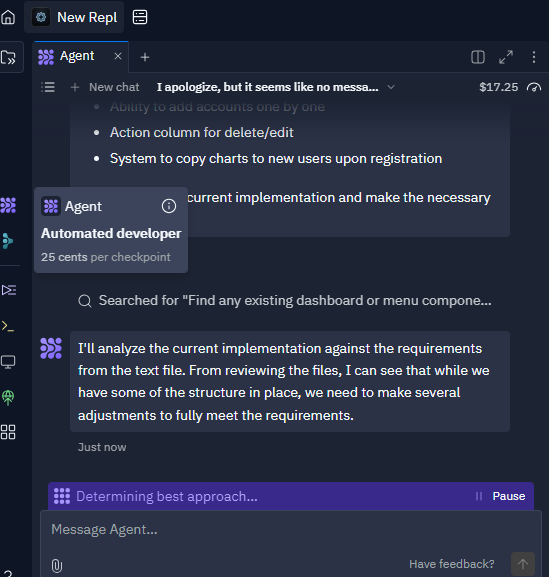 New Repl
Agent
New chat I apologize, but it seems like no messa... $17.25
Ability to add accounts one by one
Action column for delete/edit
System to copy charts to new users upon registration
current implementation and make the necessary
Agent
Automated developer
25 cents per checkpoint
Searched for "Find any existing dashboard or menu compone...
I'll analyze the current implementation against the requirements
from the text file. From reviewing the files, I can see that while we
have some of the structure in place, we need to make several
adjustments to fully meet the requirements.
Just now
Determining best approach... Pause
Message Agent...
Have feedback?